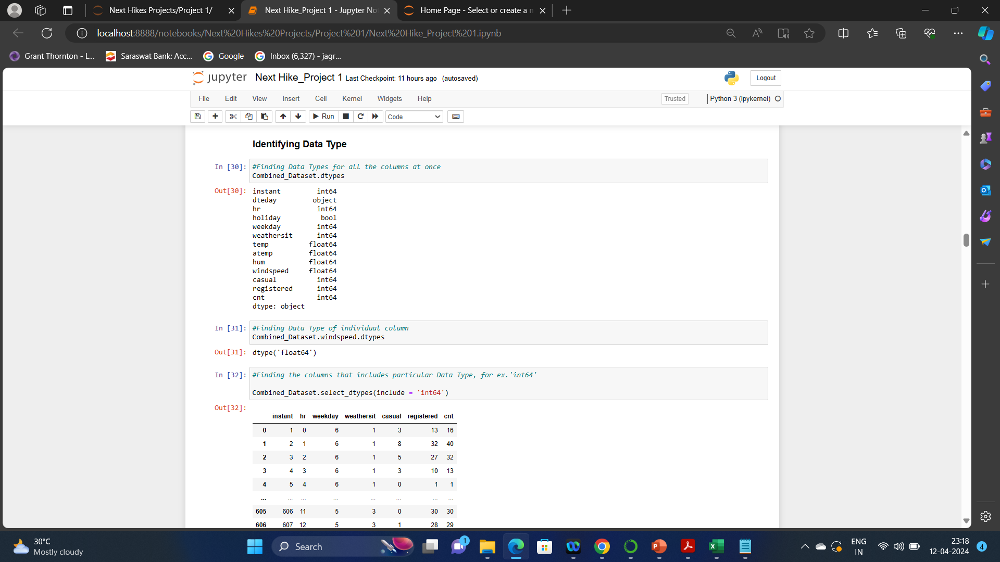 Next Hikes Projects/Project 1/
Next Hike_Project 1 - Jupyter No
Home Page - Select or create a n
localhost:8888/notebooks/Next%20Hikes%20Projects/Project%201/Next%20Hike_Project%201.ipynb
Grant Thornton - L...
Saraswat Bank: Acc...
Google
Inbox (6,327) - jagr...
jupyter Next Hike_Project 1 Last Checkpoint: 11 hours ago (autosaved)
Logout
File Edit View Insert Cell Kernel Widgets Help
Trusted
Python 3 (ipykernel)
Run
Code
Identifying Data Type
In [30]: #Finding Data Types for all the columns at once
Combined_Dataset.dtypes
Out[30]: instant int64
dteday object
hr int64
holiday bool
weekday int64
weathersit int64
temp float64
atemp float64
hum float64
windspeed float64
casual int64
registered int64
cnt int64
dtype: object
In [31]: #Finding Data Type of individual column
Combined_Dataset.windspeed.dtypes
Out[31]: dtype('float64')
In [32]: #Finding the columns that includes particular Data Type, for ex.'int64'
Combined_Dataset.select_dtypes(include = 'int64')
Out[32]:
instant hr weekday weathersit casual registered cnt
0 1 0 6 1 3 13 16
1 2 1 6 1 8 32 40
2 3 2 6 1 5 27 32
3 4 3 6 1 3 10 13
4 5 4 6 1 0 1 1
... ... ... ... ... ... ... ...
605 606 11 5 3 0 30 30
606 607 12 5 3 1 28 29
30°C
Mostly cloudy
Search
1
ENG
IN
23:18
12-04-2024
4